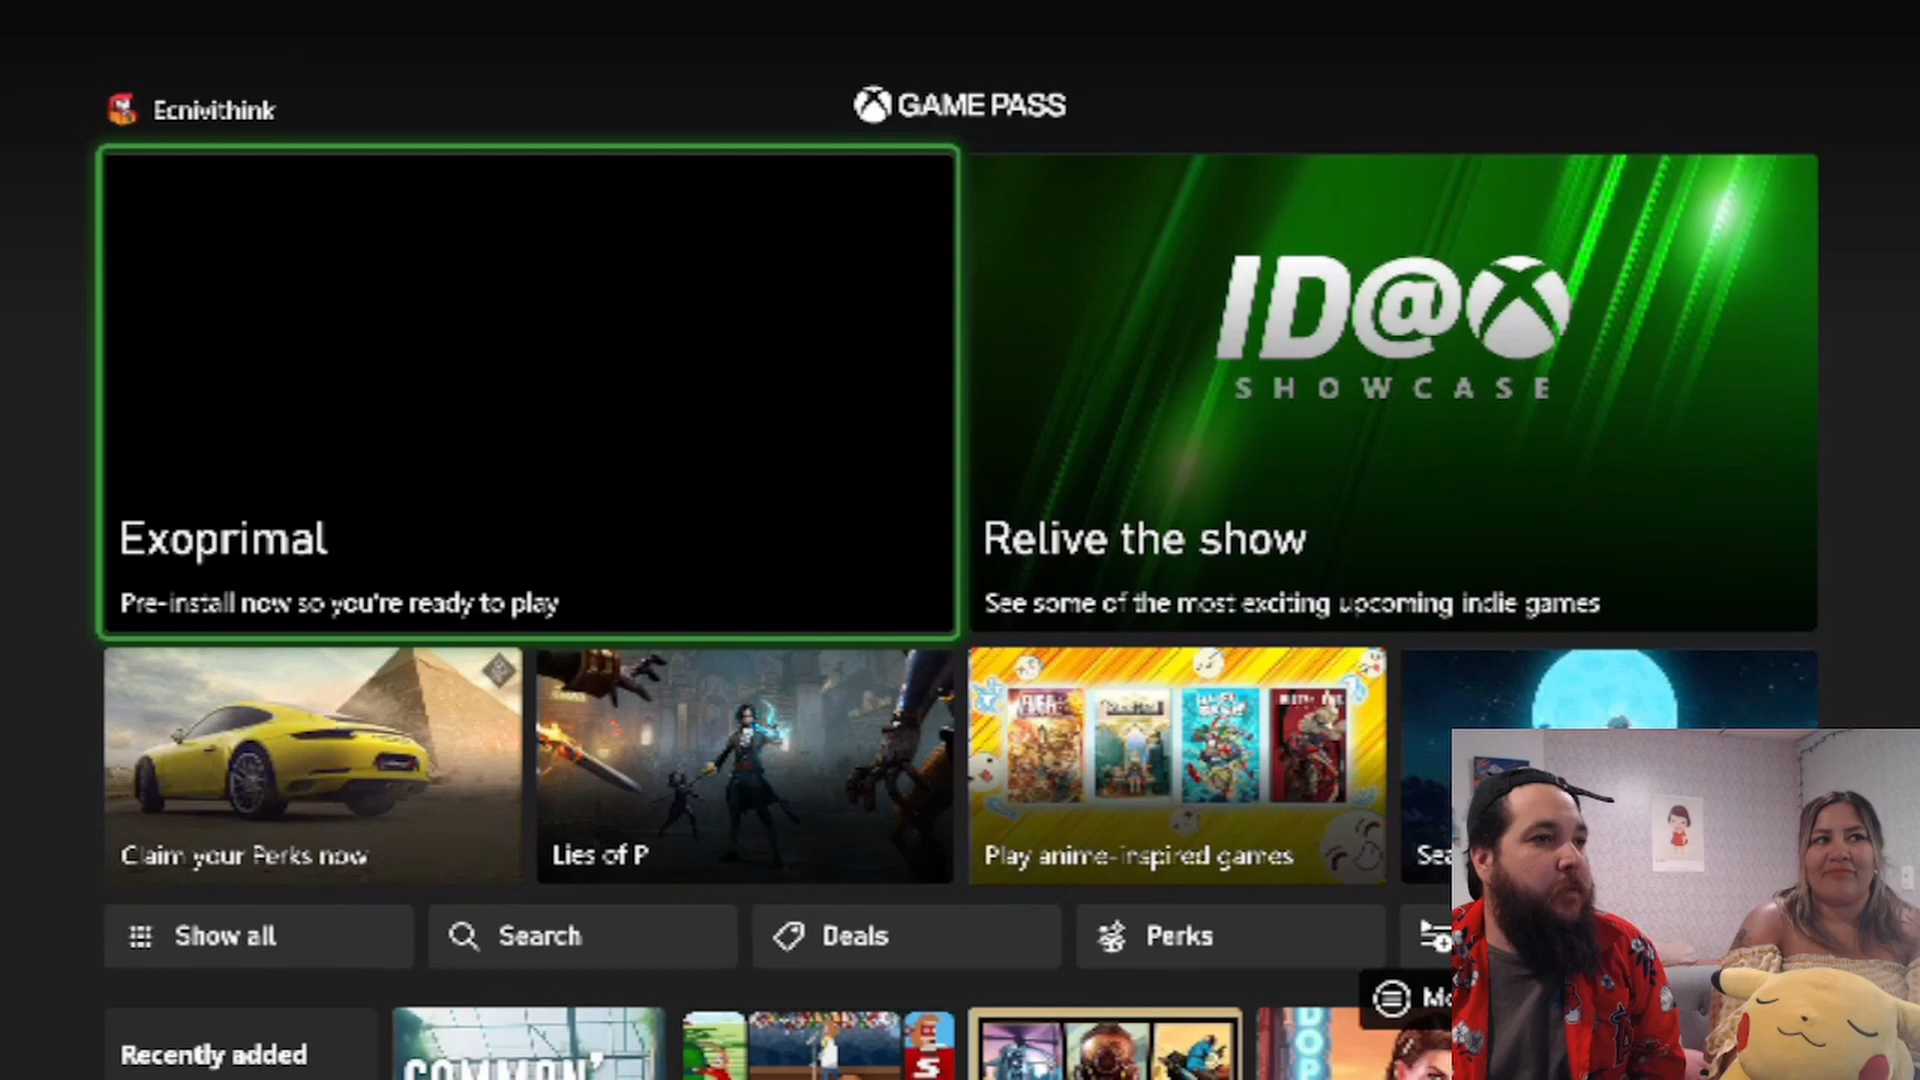 Ecnivithink
GAME PASS
ID@
SHOWCASE
Exoprimal
Pre-install now so you're ready to play
Relive the show
See some of the most exciting upcoming indie games
Claim your Perks now
Lies of P
Play anime-inspired games
Show all
Search
Deals
Perks
Recently added
COMMON'